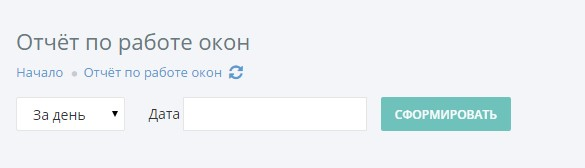 Отчёт по работе окон
Начало Отчёт по работе окон
За день Дата СФОРМИРОВАТЬ